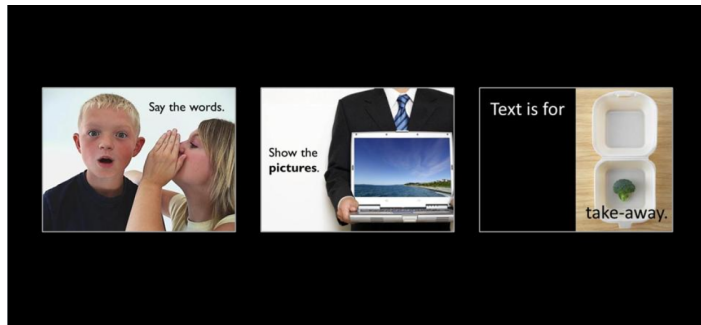 Say the words.
Show the
pictures.
Text is for
take-away.